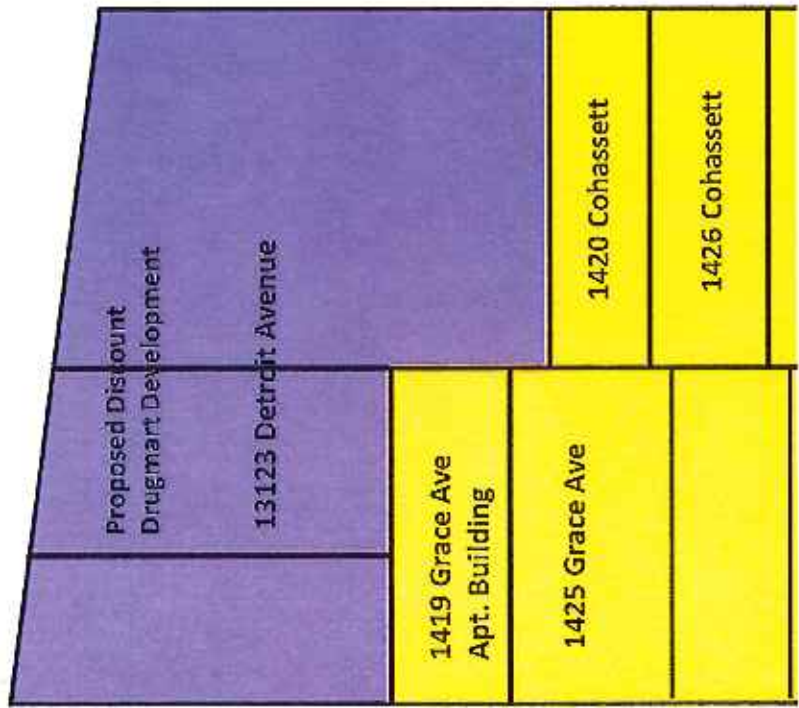 Proposed Discount
Drugmart Development
13123 Detroit Avenue
1419 Grace Ave
Apt. Building
1425 Grace Ave
1420 Cohassett
1426 Cohassett